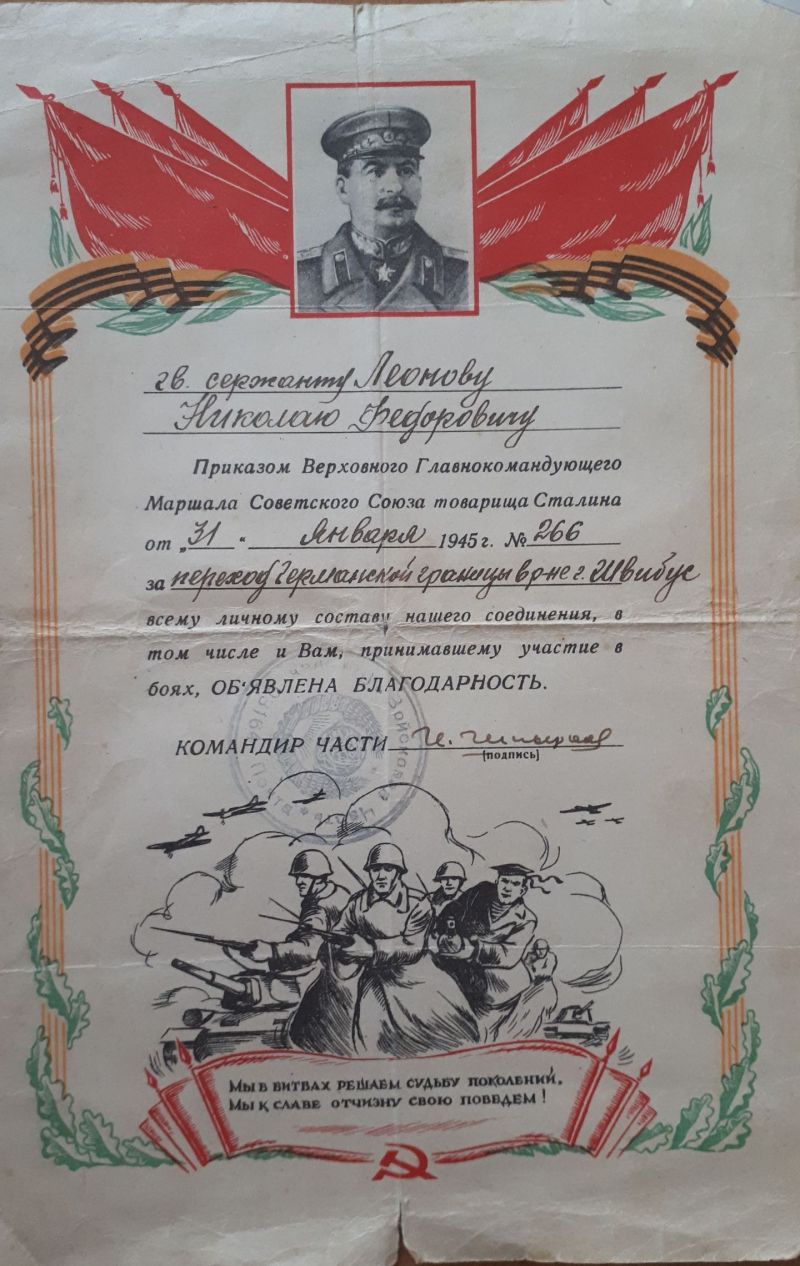 гв. сержанту Леонову
Николаю Федоровичу
Приказом Верховного Главнокомандующего
Маршала Советского Союза товарища Сталина
от „31“ Января 1945 г. № 266
за переход Германской границы в р-не г. Швибус
всему личному составу нашего соединения, в
том числе и Вам, принимавшему участие в
боях, ОБ'ЯВЛЕНА БЛАГОДАРНОСТЬ.
КОМАНДИР ЧАСТИ
(подпись)
Мы в битвах решаем судьбу поколений,
Мы к славе отчизну свою поведем!